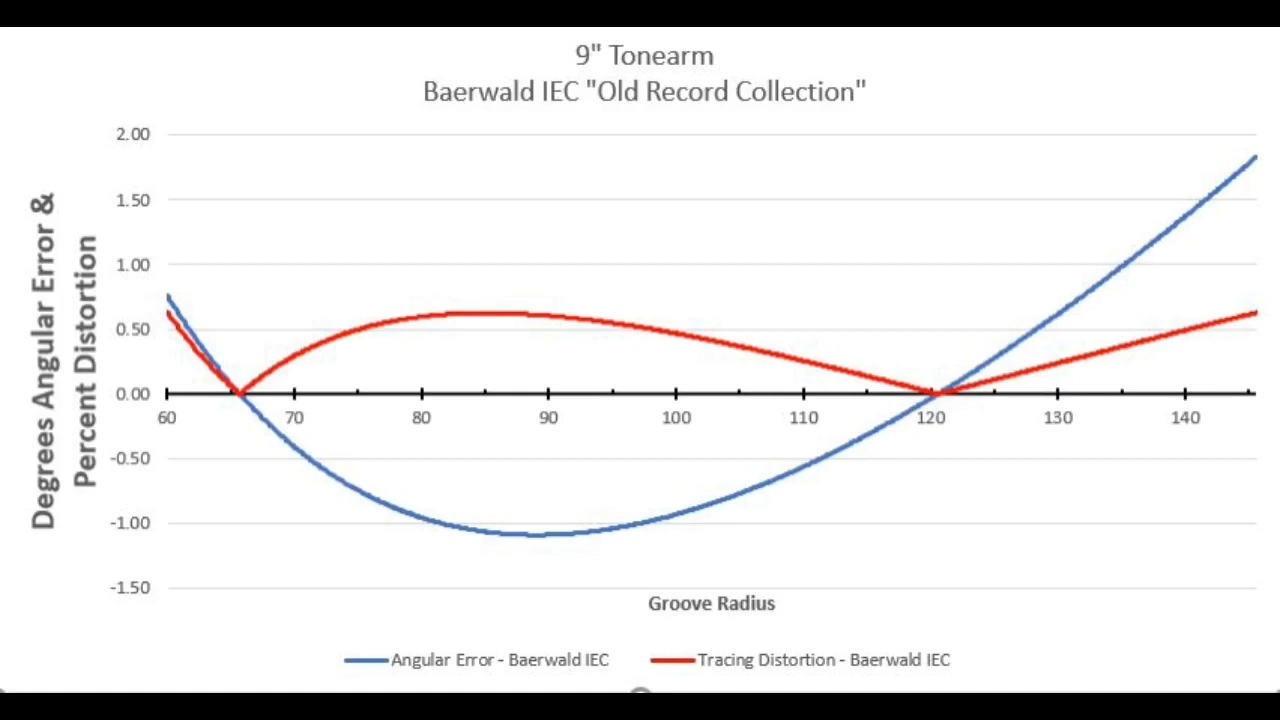 9" Tonearm
Baerwald IEC "Old Record Collection"
Degrees Angular Error &
Percent Distortion
2.00
1.50
1.00
0.50
0.00
-0.50
-1.00
-1.50
60 70 80 90 100 110 120 130 140
Groove Radius
Angular Error - Baerwald IEC Tracing Distortion - Baerwald IEC